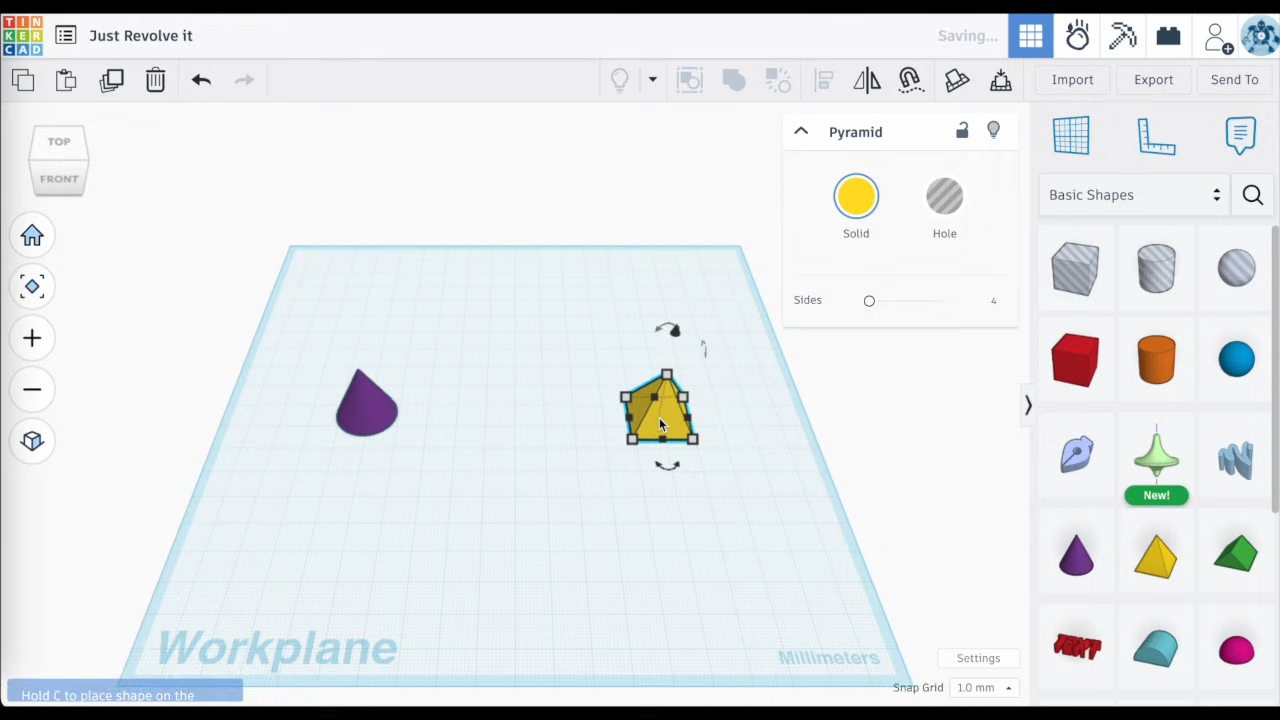 TIN
KER
CAD
Just Revolve it
Saving...
Import
Export
Send To
TOP
FRONT
Pyramid
Solid
Hole
Sides
4
Basic Shapes
New!
TEXT
Workplane
Millimeters
Settings
Snap Grid
1.0 mm
Hold C to place shape on the